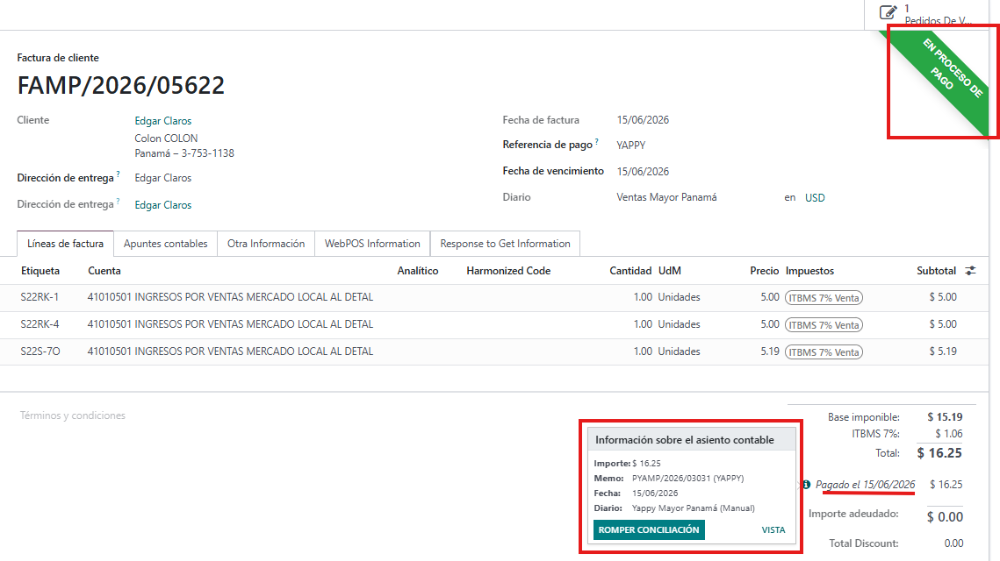 1
Pedidos De V...
EN PROCESO DE
PAGO
Factura de cliente
FAMP/2026/05622
Cliente
Edgar Claros
Colon COLON
Panamá – 3-753-1138
Dirección de entrega ?
Edgar Claros
Dirección de entrega ?
Edgar Claros
Fecha de factura
15/06/2026
Referencia de pago ?
YAPPY
Fecha de vencimiento
15/06/2026
Diario
Ventas Mayor Panamá
en
USD
Líneas de factura
Apuntes contables
Otra Información
WebPOS Information
Response to Get Information
Etiqueta Cuenta Analítico Harmonized Code Cantidad UdM Precio Impuestos Subtotal
S22RK-1 41010501 INGRESOS POR VENTAS MERCADO LOCAL AL DETAL 1.00 Unidades 5.00 ITBMS 7% Venta $ 5.00
S22RK-4 41010501 INGRESOS POR VENTAS MERCADO LOCAL AL DETAL 1.00 Unidades 5.00 ITBMS 7% Venta $ 5.00
S22S-7O 41010501 INGRESOS POR VENTAS MERCADO LOCAL AL DETAL 1.00 Unidades 5.19 ITBMS 7% Venta $ 5.19
Términos y condiciones
Información sobre el asiento contable
Importe: $ 16.25
Memo: PYAMP/2026/03031 (YAPPY)
Fecha: 15/06/2026
Diario: Yappy Mayor Panamá (Manual)
ROMPER CONCILIACIÓN
VISTA
Base imponible: $ 15.19
ITBMS 7%: $ 1.06
Total: $ 16.25
Pagado el 15/06/2026 $ 16.25
Importe adeudado: $ 0.00
Total Discount: 0.00